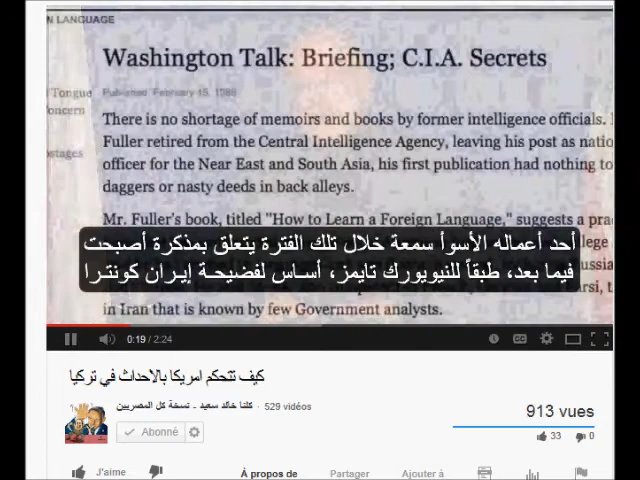 N LANGUAGE
Washington Talk: Briefing; C.I.A. Secrets
Tongue
Published: February 15, 1988
oncern
There is no shortage of memoirs and books by former intelligence officials.
Fuller retired from the Central Intelligence Agency, leaving his post as natio
ostages
officer for the Near East and South Asia, his first publication had nothing to
daggers or nasty deeds in back alleys.
Mr. Fuller's book, titled "How to Learn a Foreign Language," suggests a pra
أحد أعماله الأسوأ سمعة خلال تلك الفترة يتعلق بمذكرة أصبحت
فيما بعد، طبقاً للنيويورك تايمز، أساس لفضيحة إيران كونترا
in Iran that is known by few Government analysts.
0:19 / 2:24
كيف تتحكم امريكا بالاحداث في تركيا
كلنا خالد سعيد - نسخة كل المصريين · 529 vidéos
Abonné
913 vues
33 0
J'aime
À propos de
Partager
Ajouter à